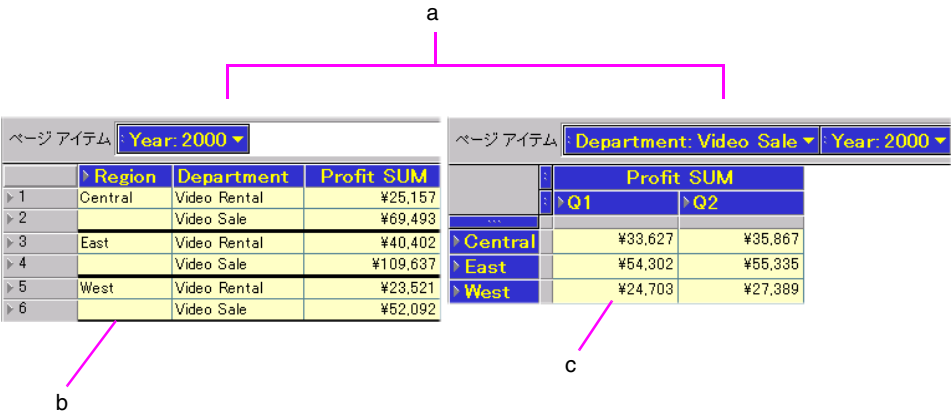 a
ページ アイテム Year: 2000
Region Department Profit SUM
1 Central Video Rental ¥25,157
2 Video Sale ¥69,493
3 East Video Rental ¥40,402
4 Video Sale ¥109,637
5 West Video Rental ¥23,521
6 Video Sale ¥52,092
b
ページ アイテム Department: Video Sale Year: 2000
Profit SUM
Q1 Q2
Central ¥33,627 ¥35,867
East ¥54,302 ¥55,335
West ¥24,703 ¥27,389
c